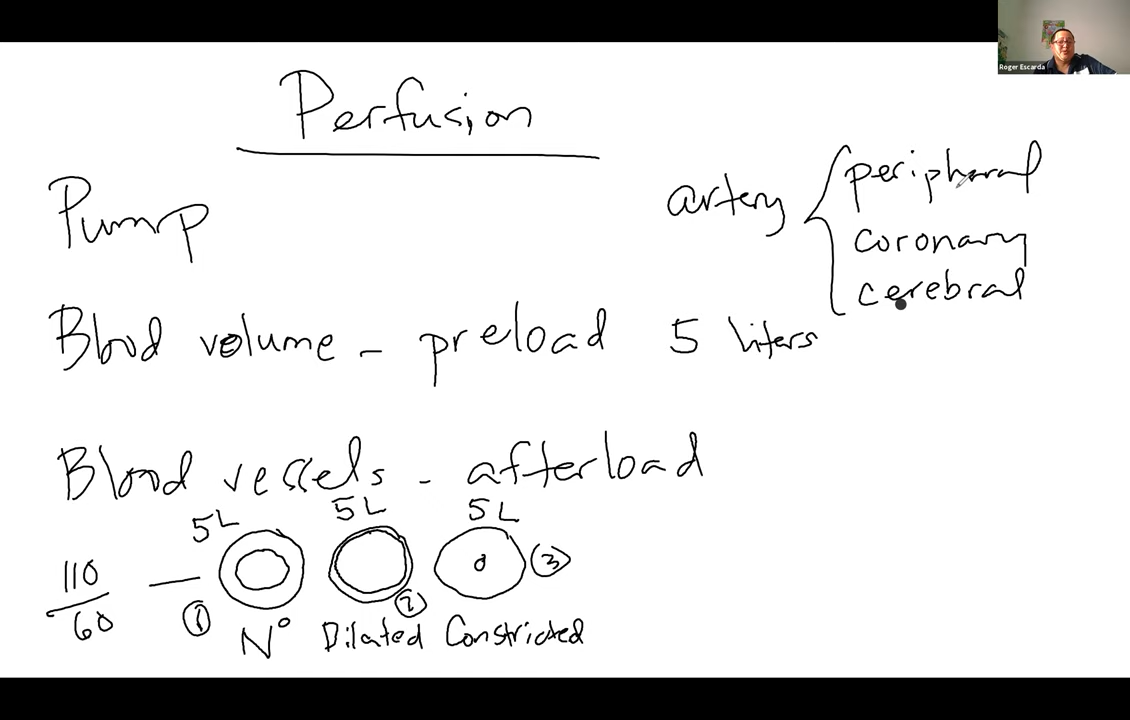 Roger Escarda
Perfusion
Pump
artery { peripheral
coronary
cerebral
Blood volume - preload 5 liters
Blood vessels - afterload
5L 5L 5L
110/60 — ① ② ③
N° Dilated Constricted